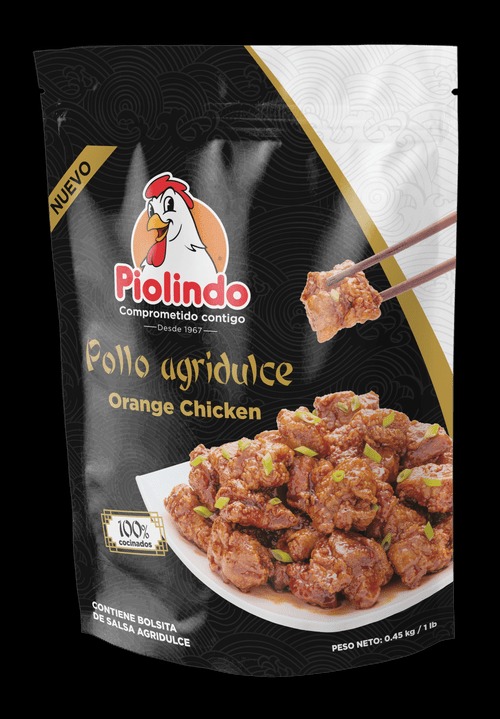 NUEVO
Piolindo
Comprometido contigo
Desde 1967
Pollo agridulce
Orange Chicken
100%
cocinados
CONTIENE BOLSITA
DE SALSA AGRIDULCE
PESO NETO: 0.45 kg / 1 lb